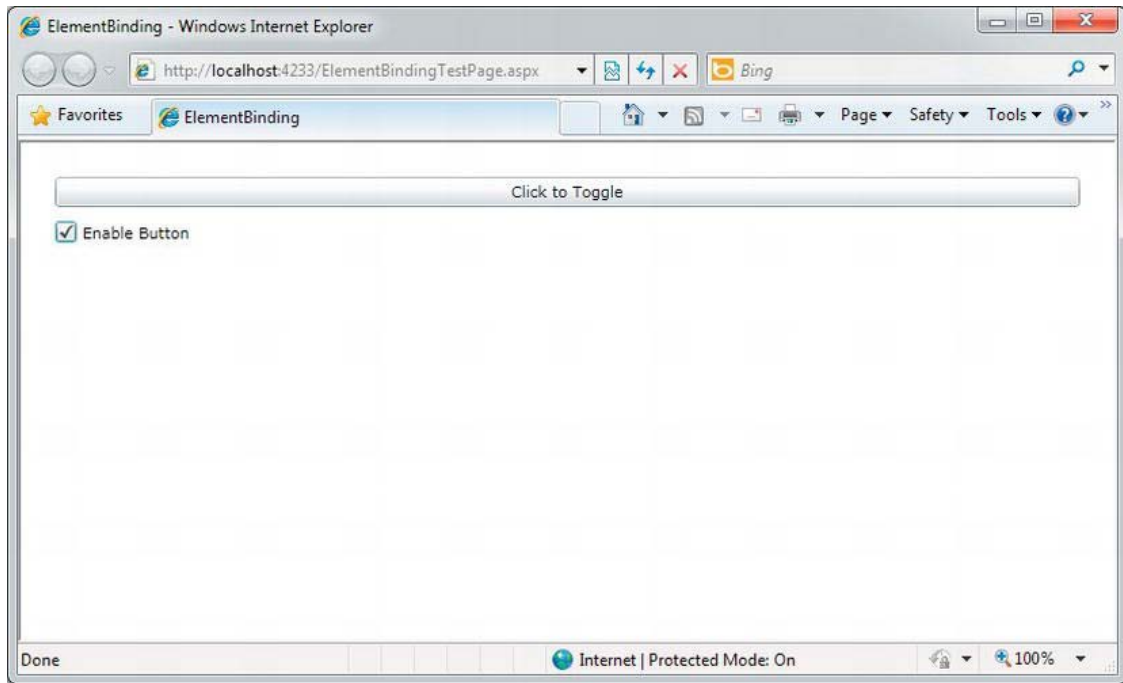 ElementBinding - Windows Internet Explorer
http://localhost:4233/ElementBindingTestPage.aspx
Bing
Favorites
ElementBinding
Page
Safety
Tools
Click to Toggle
Enable Button
Done
Internet | Protected Mode: On
100%